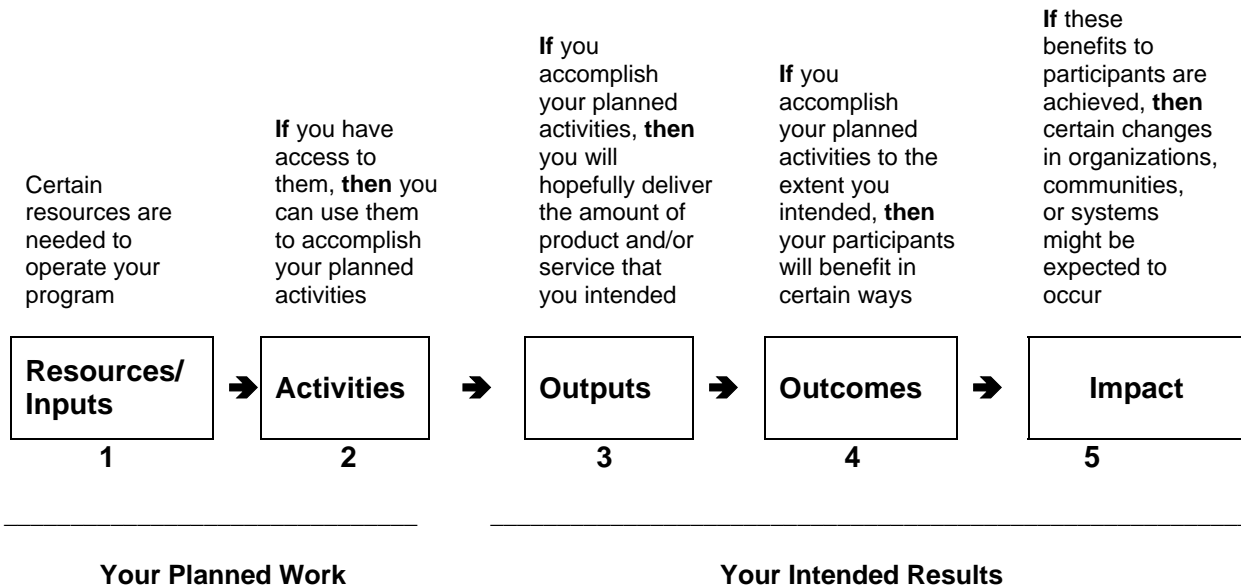 Certain
resources are
needed to
operate your
program
If you have
access to
them, then you
can use them
to accomplish
your planned
activities
If you
accomplish
your planned
activities, then
you will
hopefully deliver
the amount of
product and/or
service that
you intended
If you
accomplish
your planned
activities to the
extent you
intended, then
your participants
will benefit in
certain ways
If these
benefits to
participants are
achieved, then
certain changes
in organizations,
communities,
or systems
might be
expected to
occur
Resources/
Inputs
Activities
Outputs
Outcomes
Impact
1
2
3
4
5
Your Planned Work
Your Intended Results